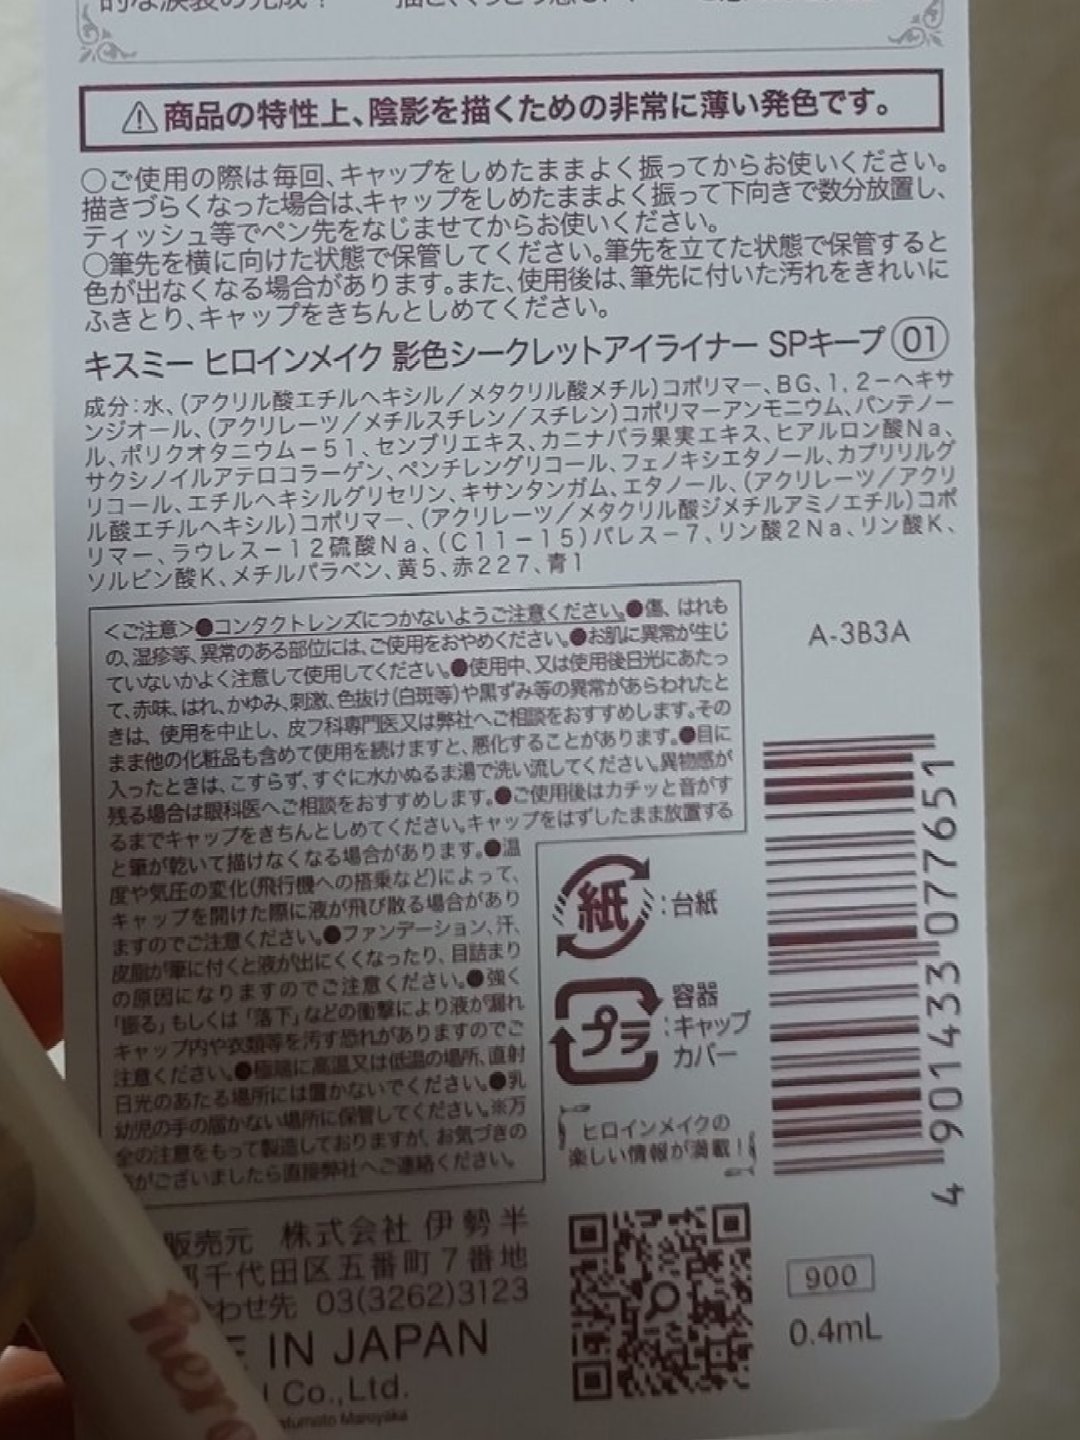 的な涙袋の完成！
⚠商品の特性上、陰影を描くための非常に薄い発色です。
○ご使用の際は毎回、キャップをしめたままよく振ってからお使いください。
描きづらくなった場合は、キャップをしめたままよく振って下向きで数分放置し、
ティッシュ等でペン先をなじませてからお使いください。
○筆先を横に向けた状態で保管してください。筆先を立てた状態で保管すると
色が出なくなる場合があります。また、使用後は、筆先に付いた汚れをきれいに
ふきとり、キャップをきちんとしめてください。
キスミー ヒロインメイク 影色シークレットアイライナー SPキープ 01
成分：水、(アクリル酸エチルヘキシル/メタクリル酸メチル)コポリマー、BG、1,2-ヘキサ
ンジオール、(アクリレーツ/メチルスチレン/スチレン)コポリマーアンモニウム、パンテノー
ル、ポリクオタニウム-51、センブリエキス、カニナバラ果実エキス、ヒアルロン酸Na、
サクシノイルアテロコラーゲン、ペンチレングリコール、フェノキシエタノール、カプリリルグ
リコール、エチルヘキシルグリセリン、キサンタンガム、エタノール、(アクリレーツ/アクリ
ル酸エチルヘキシル)コポリマー、(アクリレーツ/メタクリル酸ジメチルアミノエチル)コポ
リマー、ラウレス-12硫酸Na、(C11-15)パレス-7、リン酸2Na、リン酸K、
ソルビン酸K、メチルパラベン、黄5、赤227、青1
<ご注意>●コンタクトレンズにつかないようご注意ください。●傷、はれも
の、湿疹等、異常のある部位には、ご使用をおやめください。●お肌に異常が生じ
ていないかよく注意して使用してください。●使用中、又は使用後日光にあたっ
て、赤味、はれ、かゆみ、刺激、色抜け(白斑等)や黒ずみ等の異常があらわれたと
きは、使用を中止し、皮フ科専門医又は弊社へご相談をおすすめします。その
まま他の化粧品も含めて使用を続けますと、悪化することがあります。●目に
入ったときは、こすらず、すぐに水かぬるま湯で洗い流してください。異物感が
残る場合は眼科医へご相談をおすすめします。●ご使用後はカチッと音がす
るまでキャップをきちんとしめてください。キャップをはずしたまま放置する
と筆が乾いて描けなくなる場合があります。●温
度や気圧の変化(飛行機への搭乗など)によって、
キャップを開けた際に液が飛び散る場合があり
ますのでご注意ください。●ファンデーション、汗、
皮脂が筆に付くと液が出にくくなったり、目詰まり
の原因になりますのでご注意ください。●強く
「振る」もしくは「落下」などの衝撃により液が漏れ
キャップ内や衣類等を汚す恐れがありますのでご
注意ください。●極端に高温又は低温の場所、直射
日光のあたる場所には置かないでください。●乳
幼児の手の届かない場所に保管してください。※万
全の注意をもって製造しておりますが、お気づきの
がございましたら直接弊社へご連絡ください。
A-3B3A
紙：台紙
プラ：容器
キャップ
カバー
ヒロインメイクの
楽しい情報が満載！
4 901433 077651
販売元 株式会社 伊勢半
千代田区五番町7番地
わせ先 03(3262)3123
E IN JAPAN
Co.,Ltd.
Maruyaka
900
0.4mL
hero